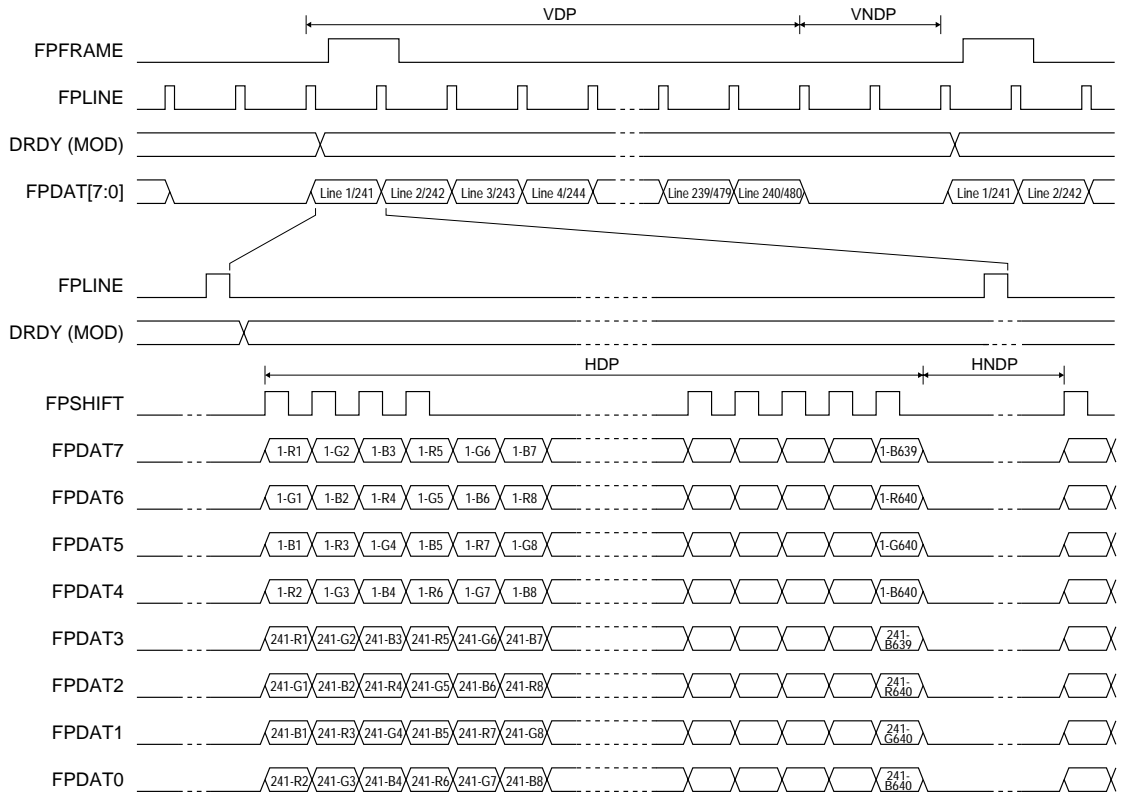 VDP VNDP
FPFRAME
FPLINE
DRDY (MOD)
FPDAT[7:0] Line 1/241 Line 2/242 Line 3/243 Line 4/244 Line 239/479 Line 240/480 Line 1/241 Line 2/242
FPLINE
DRDY (MOD)
HDP HNDP
FPSHIFT
FPDAT7 1-R1 1-G2 1-B3 1-R5 1-G6 1-B7 1-B639
FPDAT6 1-G1 1-B2 1-R4 1-G5 1-B6 1-R8 1-R640
FPDAT5 1-B1 1-R3 1-G4 1-B5 1-R7 1-G8 1-G640
FPDAT4 1-R2 1-G3 1-B4 1-R6 1-G7 1-B8 1-B640
FPDAT3 241-R1 241-G2 241-B3 241-R5 241-G6 241-B7 241-B639
FPDAT2 241-G1 241-B2 241-R4 241-G5 241-B6 241-R8 241-R640
FPDAT1 241-B1 241-R3 241-G4 241-B5 241-R7 241-G8 241-G640
FPDAT0 241-R2 241-G3 241-B4 241-R6 241-G7 241-B8 241-B640